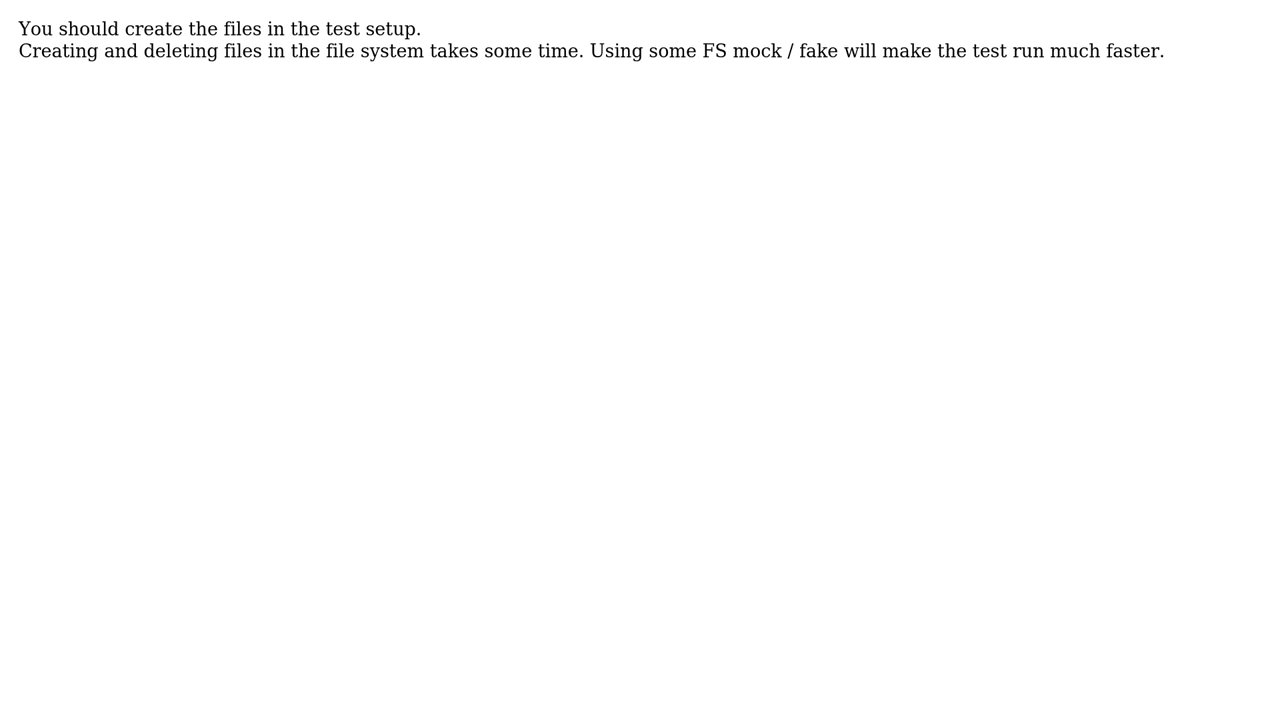 You should create the files in the test setup.
Creating and deleting files in the file system takes some time. Using some FS mock / fake will make the test run much faster.